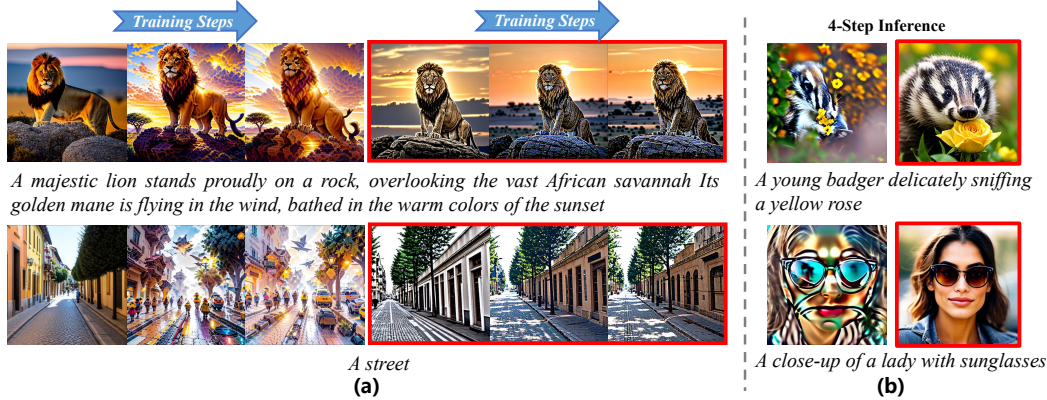 Training Steps
Training Steps
4-Step Inference
A majestic lion stands proudly on a rock, overlooking the vast African savannah Its
golden mane is flying in the wind, bathed in the warm colors of the sunset
A young badger delicately sniffing
a yellow rose
A street
A close-up of a lady with sunglasses
(a)
(b)